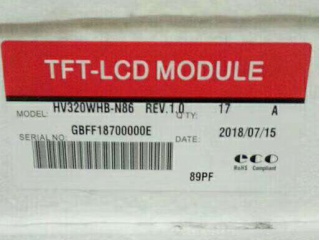 TFT-LCD MODULE
MODEL: HV320WHB-N86 REV.1.0 Q'TY: 17 A
SERIAL NO: GBFF18700000E DATE: 2018/07/15
eco
RoHS Compliant
89PF